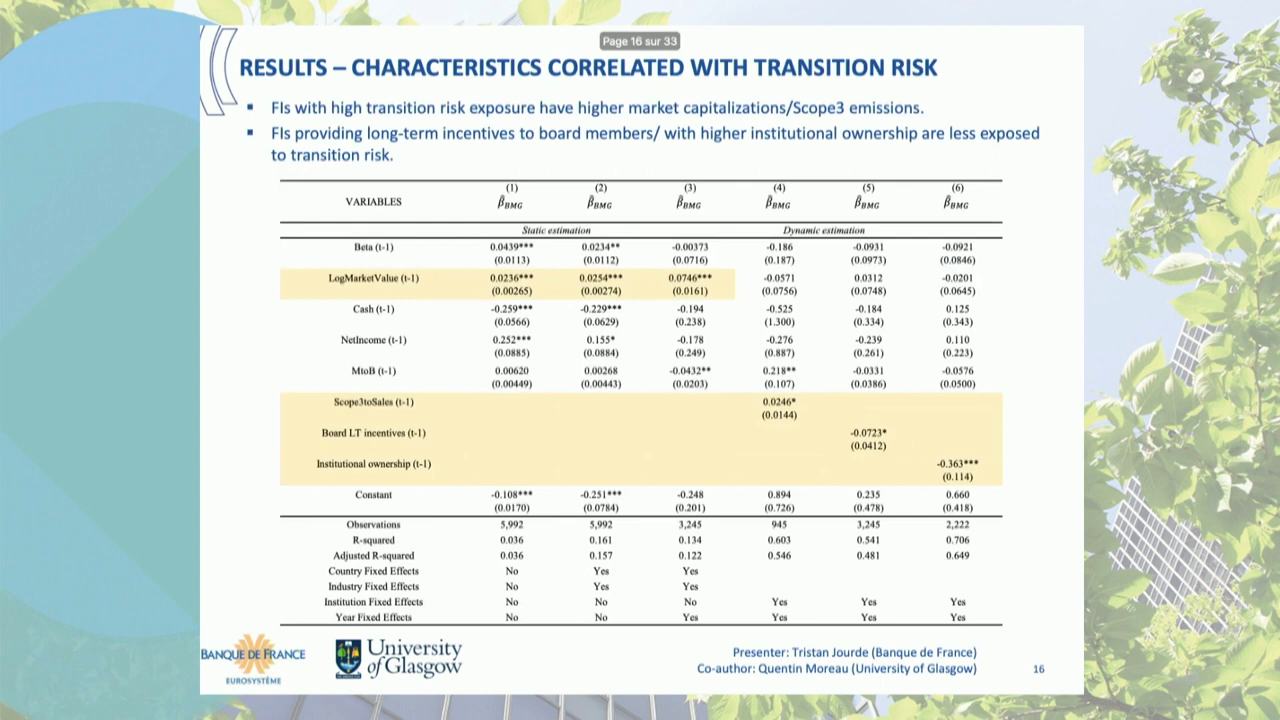 Page 16 sur 33
RESULTS – CHARACTERISTICS CORRELATED WITH TRANSITION RISK
▪ FIs with high transition risk exposure have higher market capitalizations/Scope3 emissions.
▪ FIs providing long-term incentives to board members/ with higher institutional ownership are less exposed
to transition risk.
(1) (2) (3) (4) (5) (6)
VARIABLES β̂BMG β̂BMG β̂BMG β̂BMG β̂BMG β̂BMG
Static estimation Dynamic estimation
Beta (t-1) 0.0439*** 0.0234** -0.00373 -0.186 -0.0931 -0.0921
(0.0113) (0.0112) (0.0716) (0.187) (0.0973) (0.0846)
LogMarketValue (t-1) 0.0236*** 0.0254*** 0.0746*** -0.0571 0.0312 -0.0201
(0.00265) (0.00274) (0.0161) (0.0756) (0.0748) (0.0645)
Cash (t-1) -0.259*** -0.229*** -0.194 -0.525 -0.184 0.125
(0.0566) (0.0629) (0.238) (1.300) (0.334) (0.343)
NetIncome (t-1) 0.252*** 0.155* -0.178 -0.276 -0.239 0.110
(0.0885) (0.0884) (0.249) (0.887) (0.261) (0.223)
MtoB (t-1) 0.00620 0.00268 -0.0432** 0.218** -0.0331 -0.0576
(0.00449) (0.00443) (0.0203) (0.107) (0.0386) (0.0500)
Scope3toSales (t-1) 0.0246*
(0.0144)
Board LT incentives (t-1) -0.0723*
(0.0412)
Institutional ownership (t-1) -0.363***
(0.114)
Constant -0.108*** -0.251*** -0.248 0.894 0.235 0.660
(0.0170) (0.0784) (0.201) (0.726) (0.478) (0.418)
Observations 5,992 5,992 3,245 945 3,245 2,222
R-squared 0.036 0.161 0.134 0.603 0.541 0.706
Adjusted R-squared 0.036 0.157 0.122 0.546 0.481 0.649
Country Fixed Effects No Yes Yes
Industry Fixed Effects No Yes Yes
Institution Fixed Effects No No No Yes Yes Yes
Year Fixed Effects No No Yes Yes Yes Yes
BANQUE DE FRANCE
EUROSYSTÈME
University
of Glasgow
Presenter: Tristan Jourde (Banque de France)
Co-author: Quentin Moreau (University of Glasgow)
16